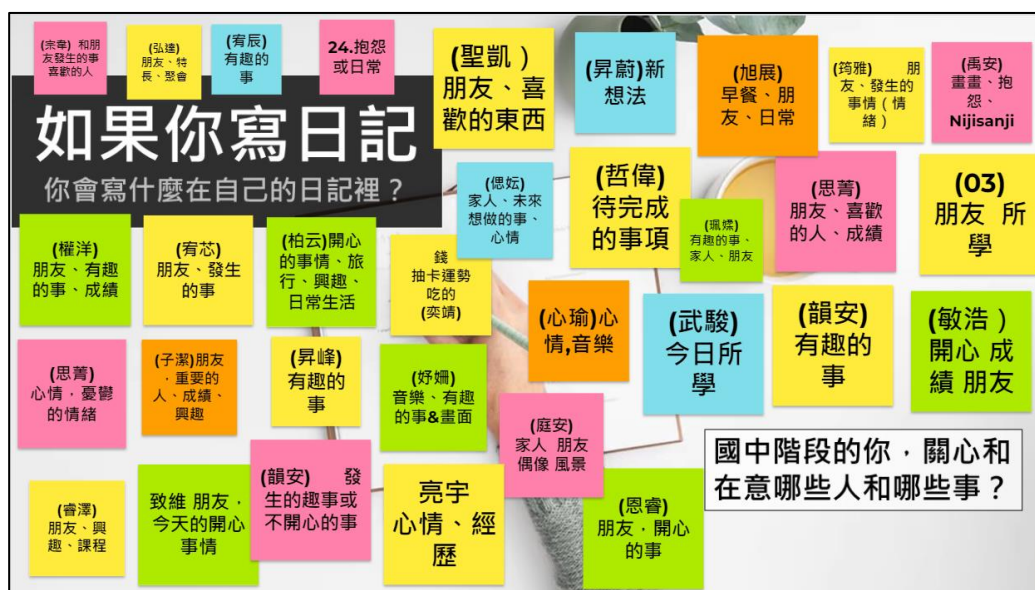 (宗韋) 和朋
友發生的事
喜歡的人
(弘達)
朋友、特
長、聚會
(宥辰)
有趣的
事
24.抱怨
或日常
(聖凱)
朋友、喜
歡的東西
(昇蔚)新
想法
(旭展)
早餐、朋
友、日常
(筠雅) 朋
友、發生的
事情(情
緒)
(禹安)
畫畫、抱
怨、
Nijisanji
如果你寫日記
你會寫什麼在自己的日記裡?
(偲妘)
家人、未來
想做的事、
心情
(哲偉)
待完成
的事項
(珮嬫)
有趣的事、
家人、朋友
(思菁)
朋友、喜歡
的人、成績
(03)
朋友 所
學
(權洋)
朋友、有趣
的事、成績
(宥芯)
朋友、發生
的事
(柏云)開心
的事情、旅
行、興趣、
日常生活
錢
抽卡運勢
吃的
(奕靖)
(心瑜)心
情,音樂
(武駿)
今日所
學
(韻安)
有趣的
事
(敏浩)
開心 成
績 朋友
(思菁)
心情,憂鬱
的情緒
(子潔)朋友
,重要的
人、成績、
興趣
(昇峰)
有趣的
事
(妤姍)
音樂、有趣
的事&畫面
(庭安)
家人 朋友
偶像 風景
國中階段的你,關心和
在意哪些人和哪些事?
(睿澤)
朋友、興
趣、課程
致維 朋友,
今天的開心
事情
(韻安) 發
生的趣事或
不開心的事
亮宇
心情、經
歷
(恩睿)
朋友,開心
的事